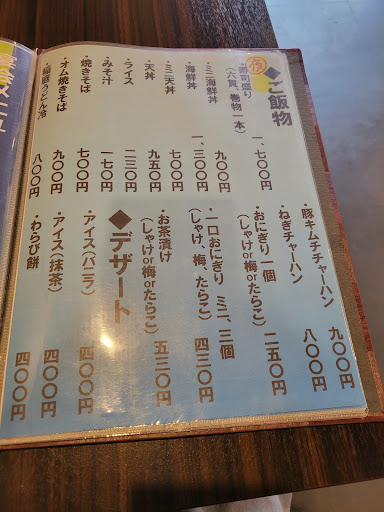 ◆ご飯物
夜
・寿司盛り
(六貫、巻物一本)
一、七〇〇円
・ミニ海鮮丼
九〇〇円
・海鮮丼
一、三〇〇円
・ミニ天丼
七〇〇円
・天丼
九五〇円
・ライス
二三〇円
・みそ汁
一七〇円
・焼きそば
七〇〇円
・オム焼きそば
九〇〇円
・稲庭うどん冷
八〇〇円
・豚キムチチャーハン
九〇〇円
・ねぎチャーハン
八〇〇円
・おにぎり一個
(しゃけor梅orたらこ)
二五〇円
・一口おにぎり ミニ、三個
(しゃけ、梅、たらこ)
四三〇円
・お茶漬け
(しゃけor梅orたらこ)
五三〇円
◆デザート
・アイス(バニラ)
四〇〇円
・アイス(抹茶)
四〇〇円
・わらび餅
四〇〇円